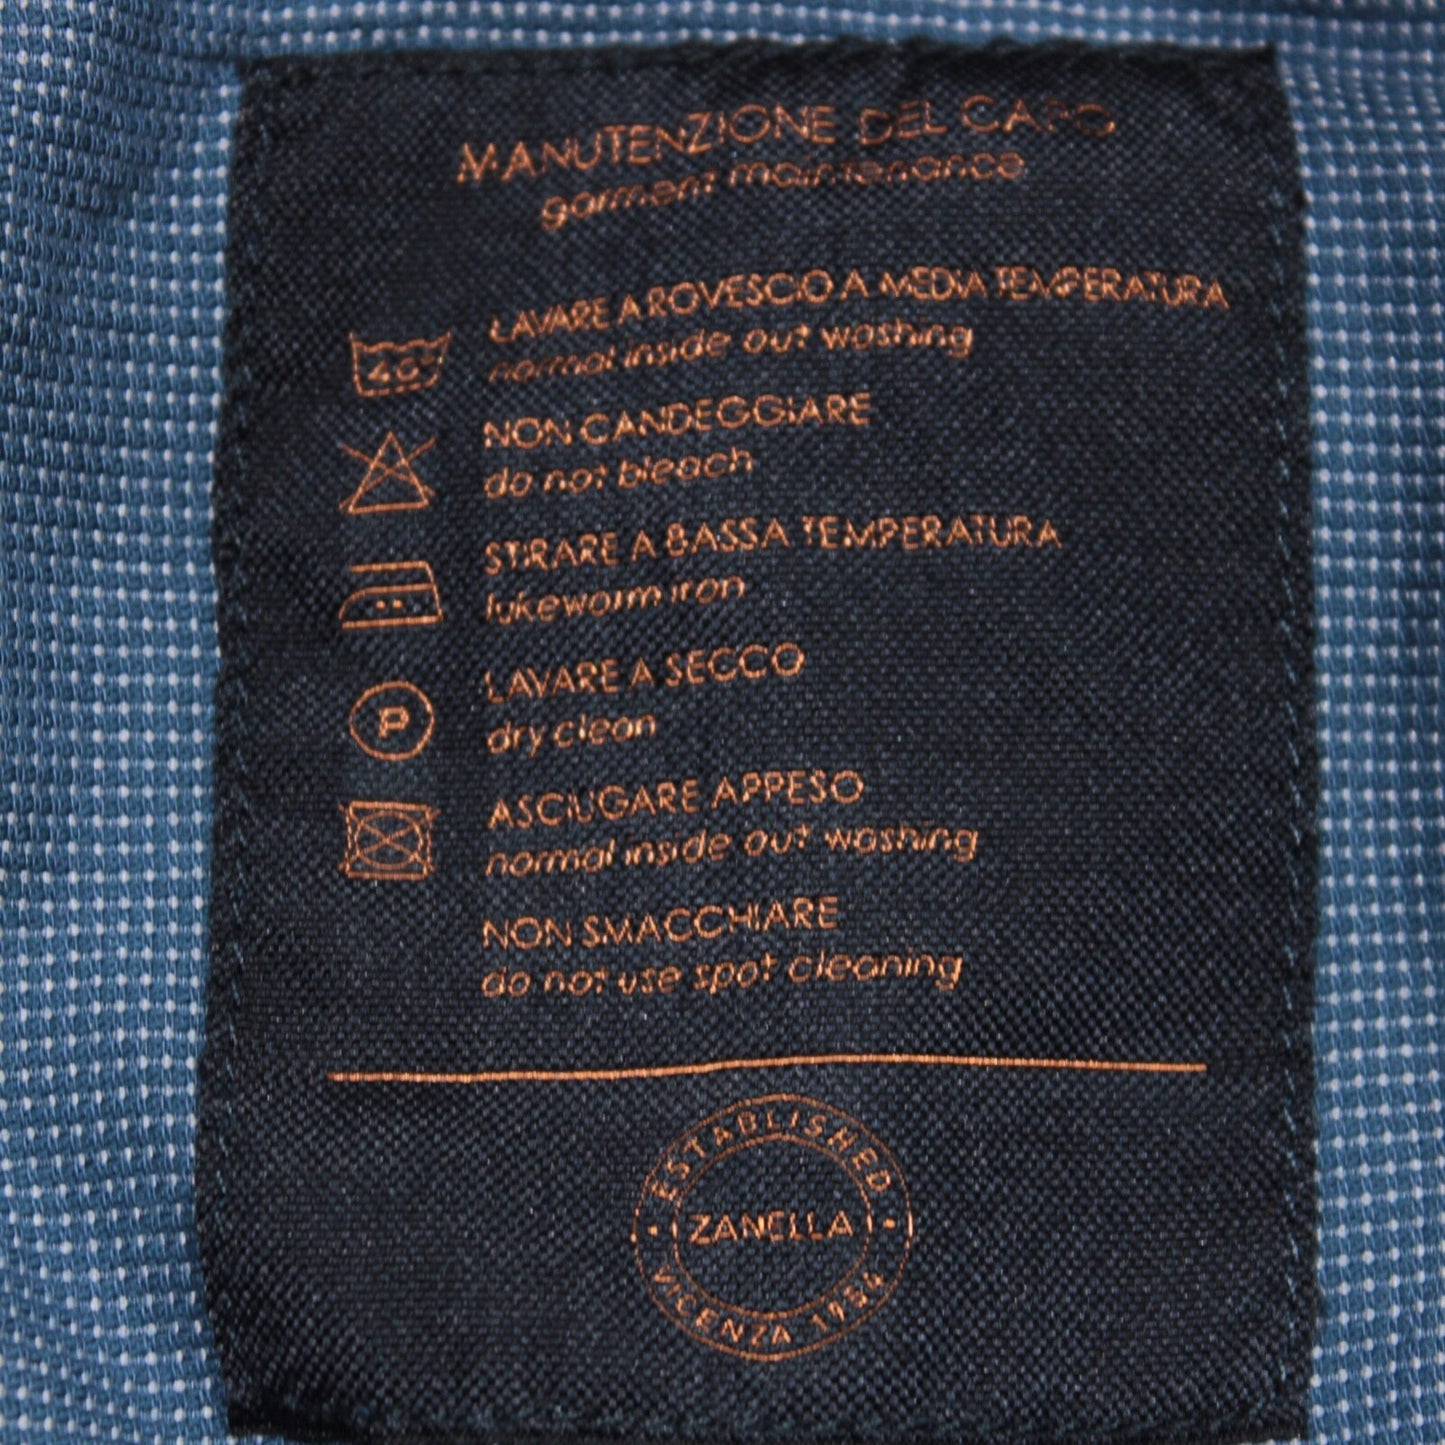 MANUTENZIONE DEL CAPO
garment maintenance
LAVARE A ROVESCIO A MEDIA TEMPERATURA
40° normal inside out washing
NON CANDEGGIARE
do not bleach
STIRARE A BASSA TEMPERATURA
lukeworm iron
LAVARE A SECCO
P
dry clean
ASCIUGARE APPESO
normal inside out washing
NON SMACCHIARE
do not use spot cleaning
ESTABLISHED
ZANELLA
VICENZA 1954